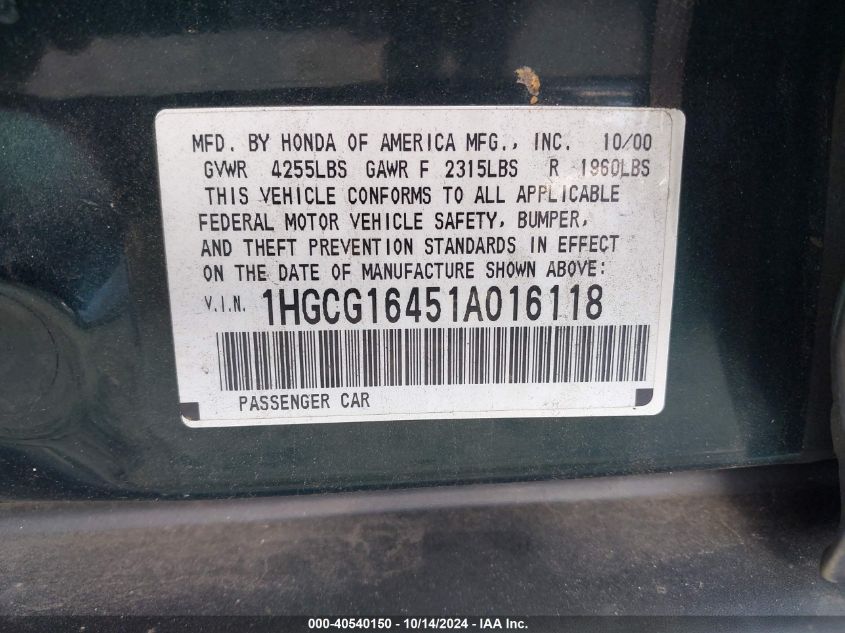 MFD. BY HONDA OF AMERICA MFG., INC. 10/00
GVWR 4255LBS GAWR F 2315LBS R 1960LBS
THIS VEHICLE CONFORMS TO ALL APPLICABLE
FEDERAL MOTOR VEHICLE SAFETY, BUMPER,
AND THEFT PREVENTION STANDARDS IN EFFECT
ON THE DATE OF MANUFACTURE SHOWN ABOVE:
V.I.N. 1HGCG16451A016118
PASSENGER CAR
000-40540150 - 10/14/2024 - IAA Inc.